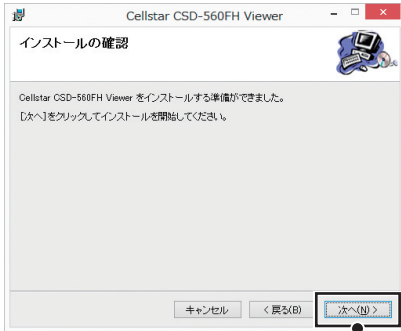 Cellstar CSD-560FH Viewer
インストールの確認
Cellstar CSD-560FH Viewer をインストールする準備ができました。
[次へ]をクリックしてインストールを開始してください。
キャンセル
< 戻る(B)
次へ(N) >